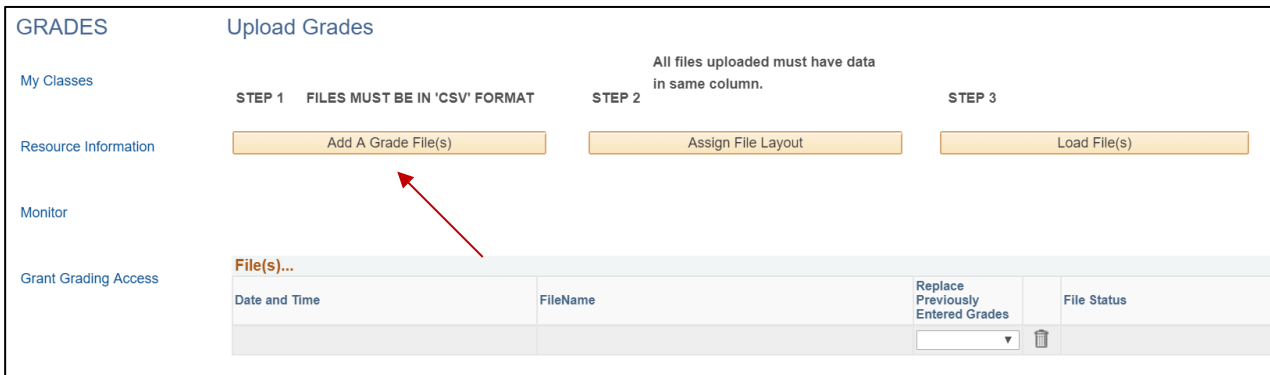 GRADES
Upload Grades
My Classes
Resource Information
Monitor
Grant Grading Access
STEP 1 FILES MUST BE IN 'CSV' FORMAT
STEP 2
All files uploaded must have data
in same column.
STEP 3
Add A Grade File(s)
Assign File Layout
Load File(s)
File(s)...
Date and Time
FileName
Replace
Previously
Entered Grades
File Status